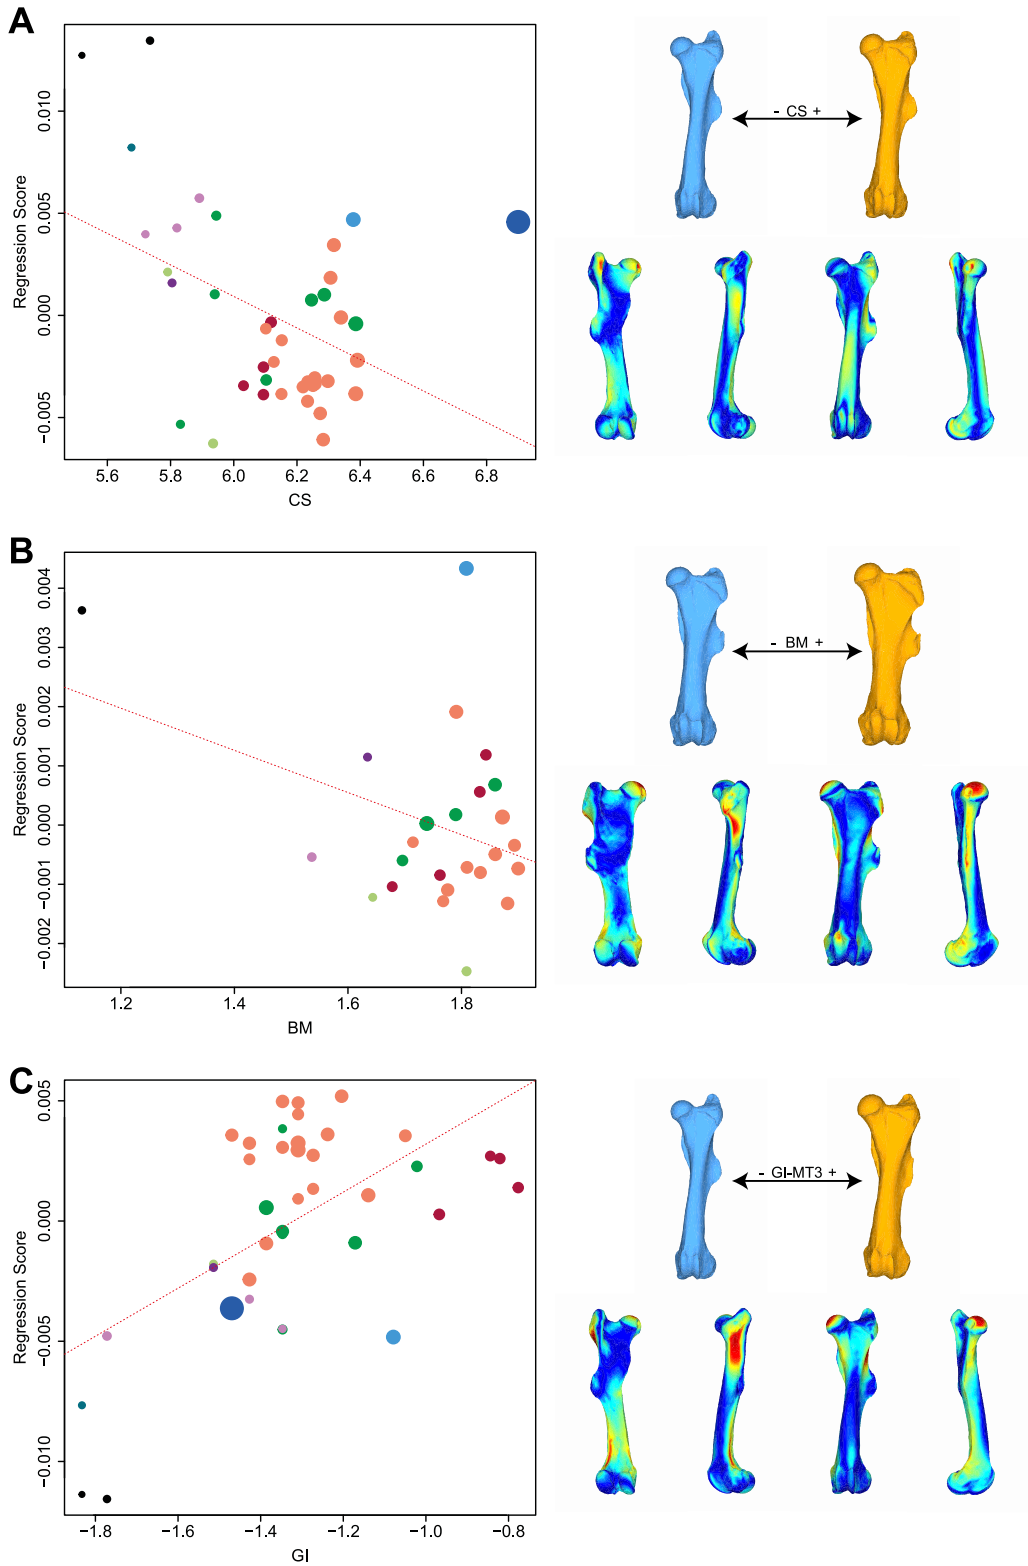 A
Regression Score
0.010
0.005
0.000
−0.005
5.6 5.8 6.0 6.2 6.4 6.6 6.8
CS
- CS +
B
Regression Score
0.004
0.003
0.002
0.001
0.000
−0.001
−0.002
1.2 1.4 1.6 1.8
BM
- BM +
C
Regression Score
0.005
0.000
−0.005
−0.010
−1.8 −1.6 −1.4 −1.2 −1.0 −0.8
GI
- GI-MT3 +